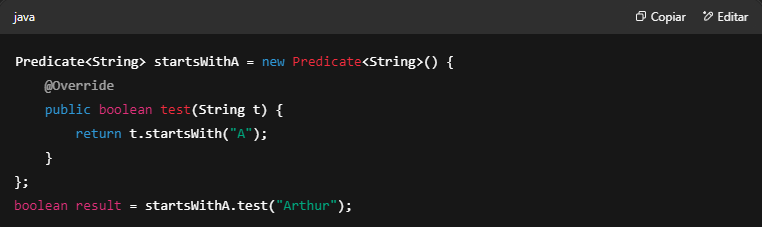 java Copiar Editar
Predicate<String> startsWithA = new Predicate<String>() {
    @Override
    public boolean test(String t) {
        return t.startsWith("A");
    }
};
boolean result = startsWithA.test("Arthur");